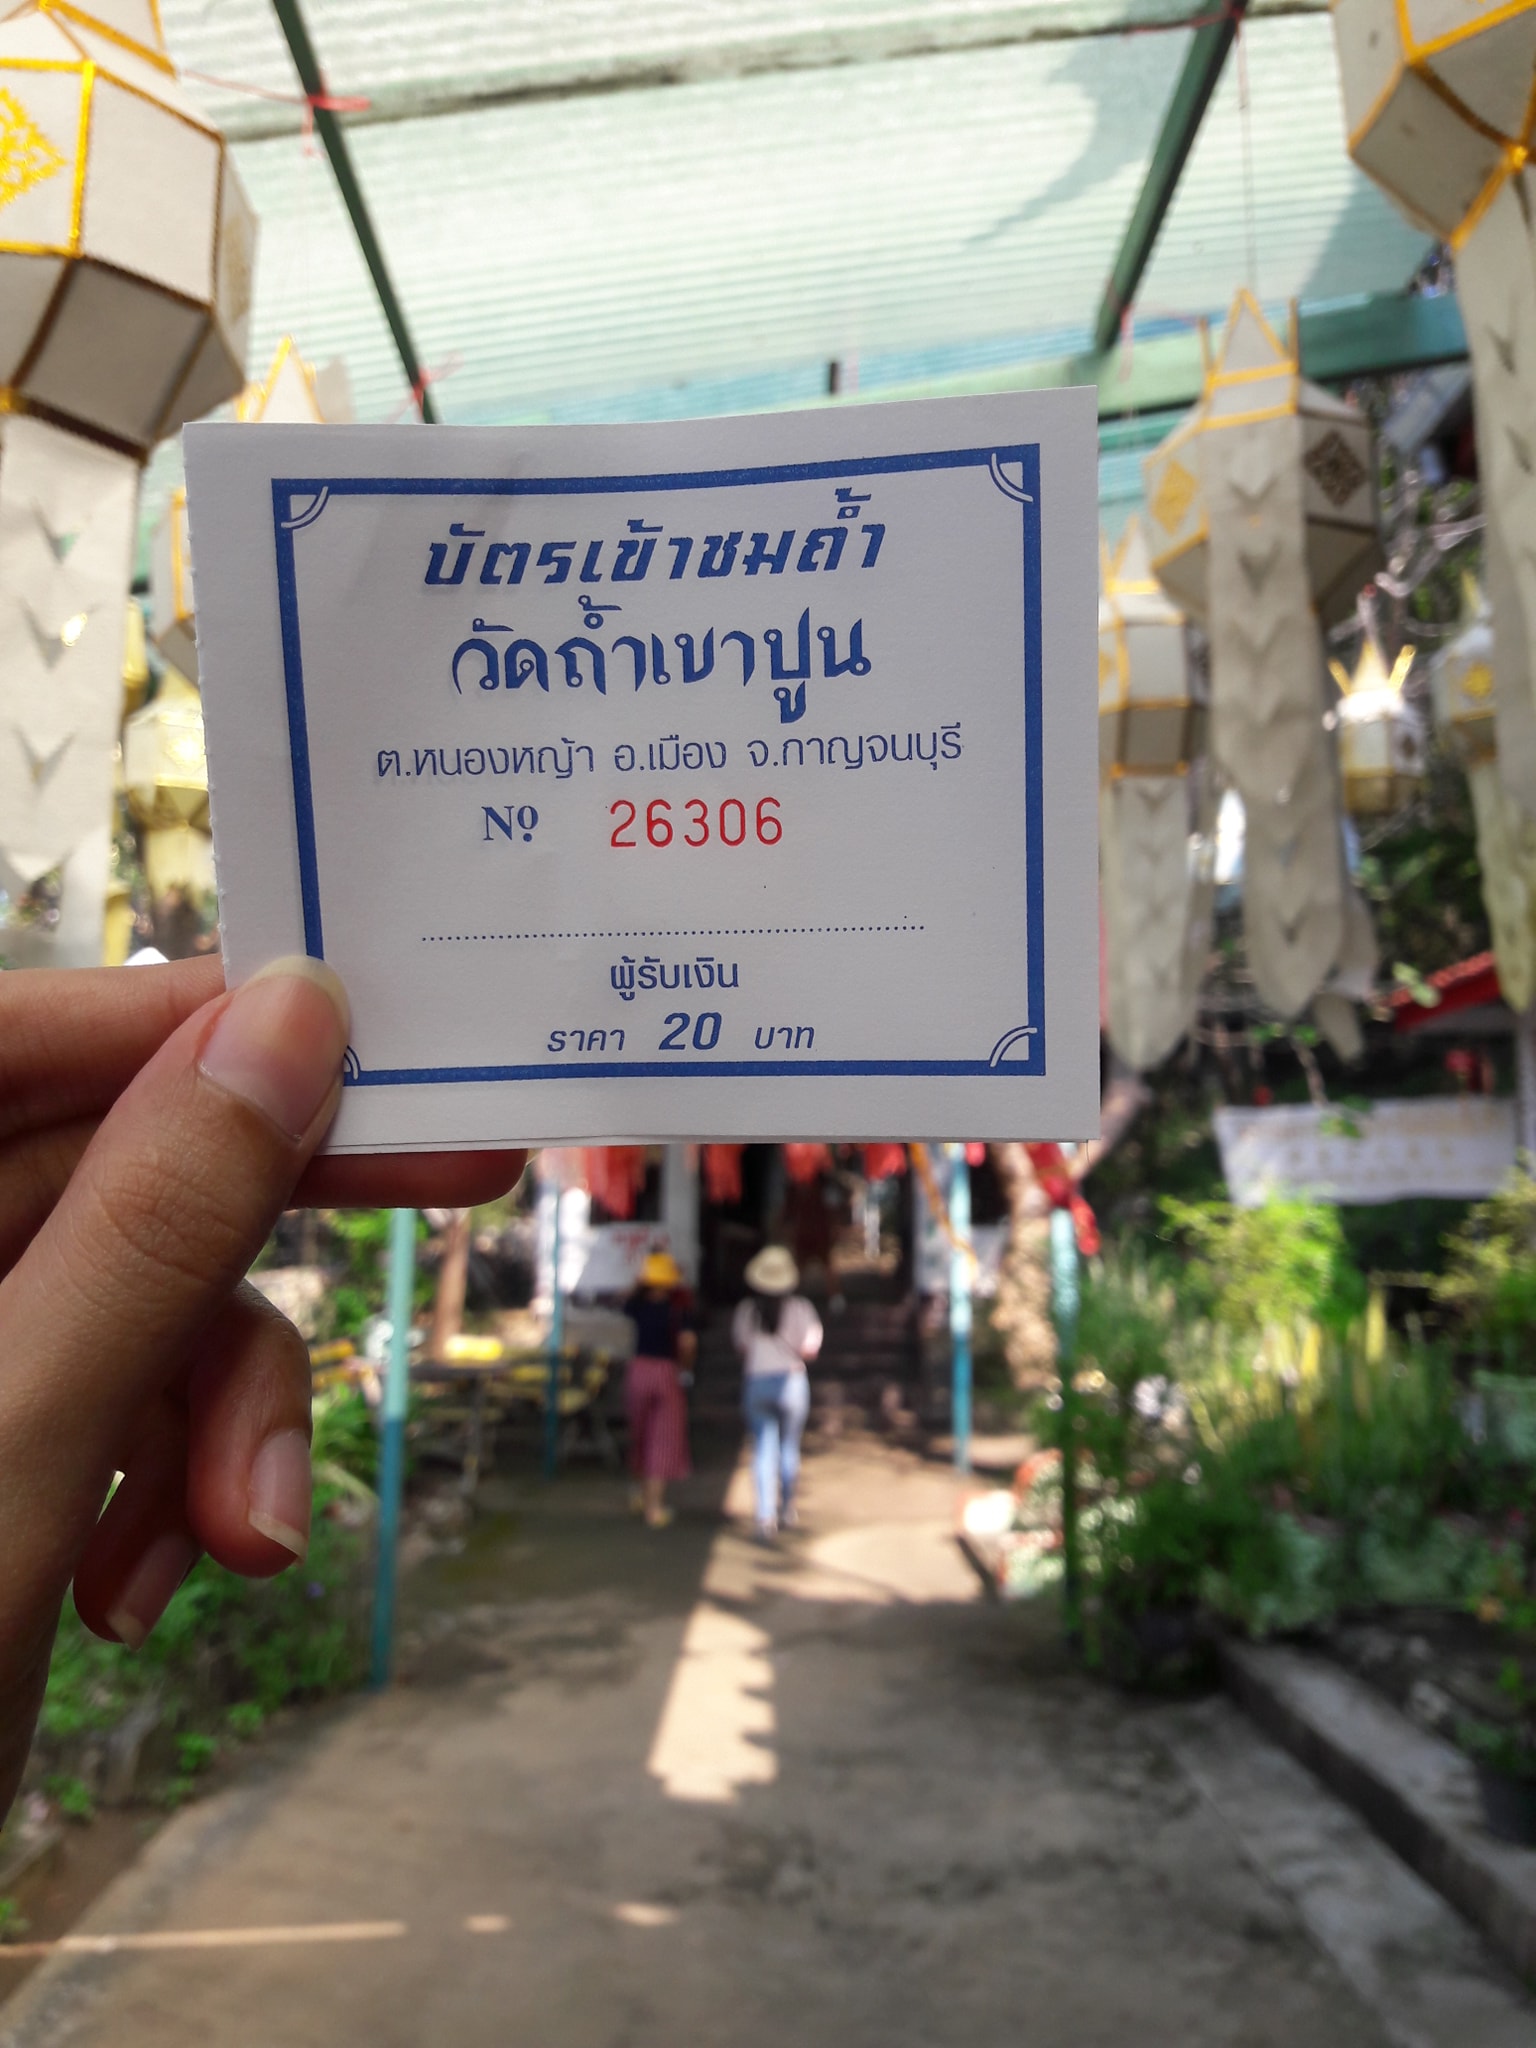 บัตรเข้าชมถ้ำ
วัดถ้ำเขาปูน
ต.หนองหญ้า อ.เมือง จ.กาญจนบุรี
Nọ 26306
ผู้รับเงิน
ราคา 20 บาท